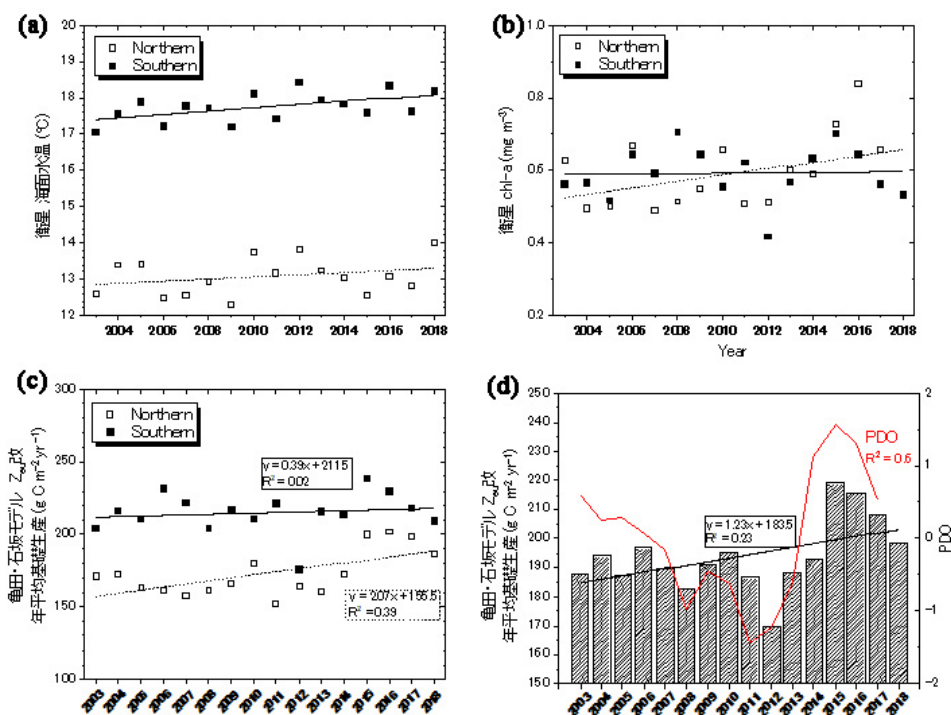 (a)
20
19
18
17
16
15
14
13
12
衛星 海面水温 (℃)
Northern
Southern
2004 2006 2008 2010 2012 2014 2016 2018
(b)
1.0
0.8
0.6
0.4
0.2
衛星 chl-a (mg m⁻³)
Northern
Southern
2004 2006 2008 2010 2012 2014 2016 2018
Year
(c)
300
250
200
150
100
亀田・石坂モデル Zeu改
年平均基礎生産 (g C m⁻² yr⁻¹)
Northern
Southern
y = 0.39x + 211.5
R² = 0.02
R² = 0.39
2003 2004 2005 2006 2007 2008 2009 2010 2011 2012 2013 2014 2015 2016 2017 2018
(d)
250
240
230
220
210
200
190
180
170
160
150
亀田・石坂モデル Zeu改
年平均基礎生産 (g C m⁻² yr⁻¹)
PDO
R² = 0.6
y = 1.23x + 183.5
R² = 0.23
2
1
0
-1
-2
PDO
2003 2004 2005 2006 2007 2008 2009 2010 2011 2012 2013 2014 2015 2016 2017 2018